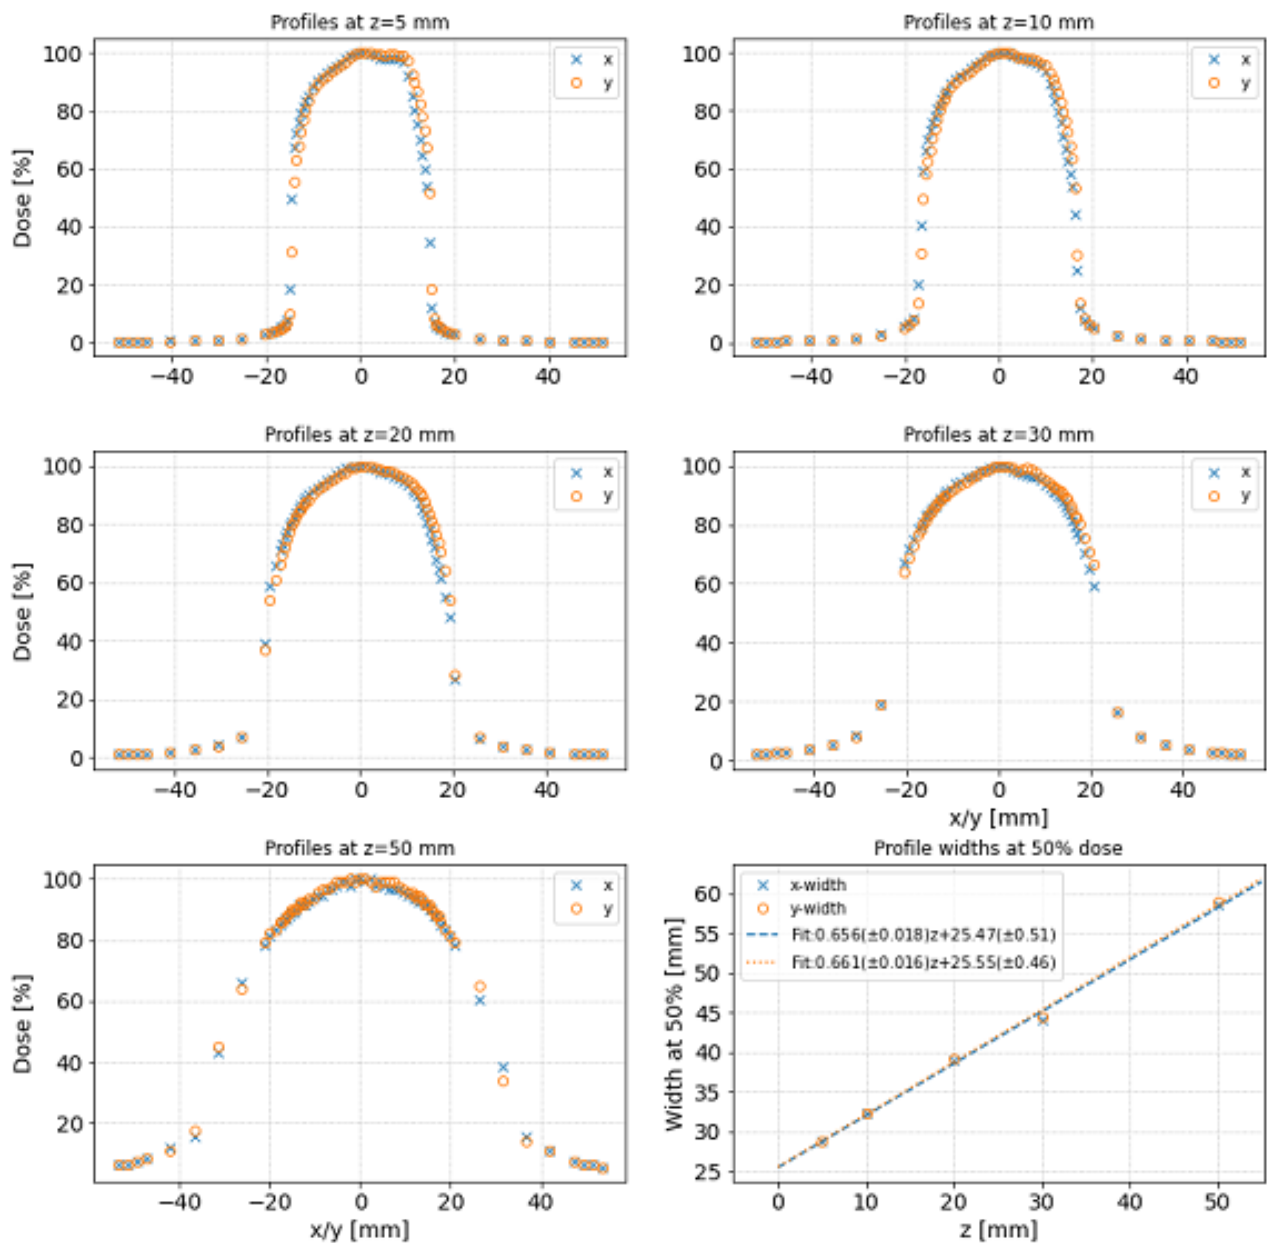 Profiles at z=5 mm
Dose [%]
100
80
60
40
20
0
−40 −20 0 20 40
x
y
Profiles at z=10 mm
100
80
60
40
20
0
−40 −20 0 20 40
x
y
Profiles at z=20 mm
Dose [%]
100
80
60
40
20
0
−40 −20 0 20 40
x
y
Profiles at z=30 mm
100
80
60
40
20
0
−40 −20 0 20 40
x/y [mm]
x
y
Profiles at z=50 mm
Dose [%]
100
80
60
40
20
−40 −20 0 20 40
x/y [mm]
x
y
Profile widths at 50% dose
Width at 50% [mm]
60
55
50
45
40
35
30
25
0 10 20 30 40 50
z [mm]
x-width
y-width
Fit:0.656(±0.018)z+25.47(±0.51)
Fit:0.661(±0.016)z+25.55(±0.46)